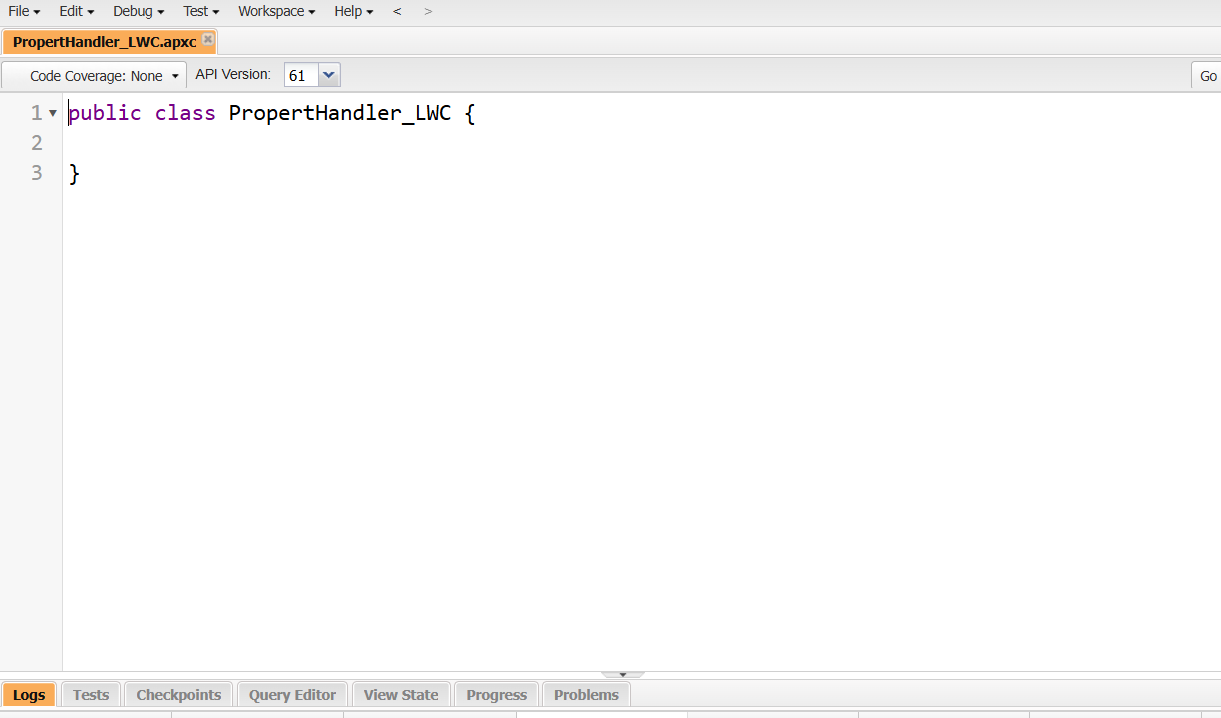 File Edit Debug Test Workspace Help < >
PropertHandler_LWC.apxc
Code Coverage: None API Version: 61 Go
1 public class PropertHandler_LWC {
2
3 }
Logs Tests Checkpoints Query Editor View State Progress Problems